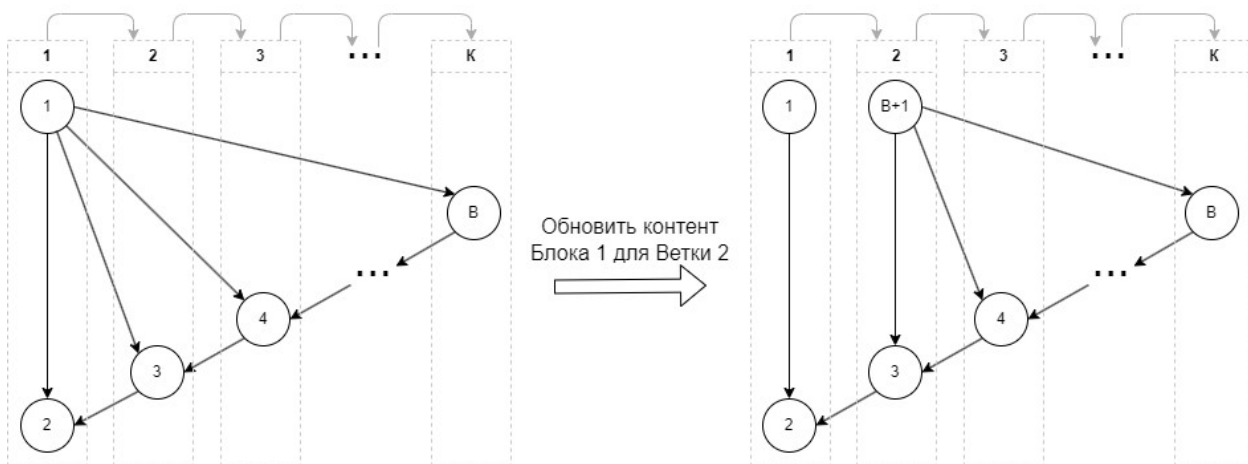 1 2 3 ... К
1
В
...
4
3
2
Обновить контент
Блока 1 для Ветки 2
1 2 3 ... К
1 В+1
В
...
4
3
2